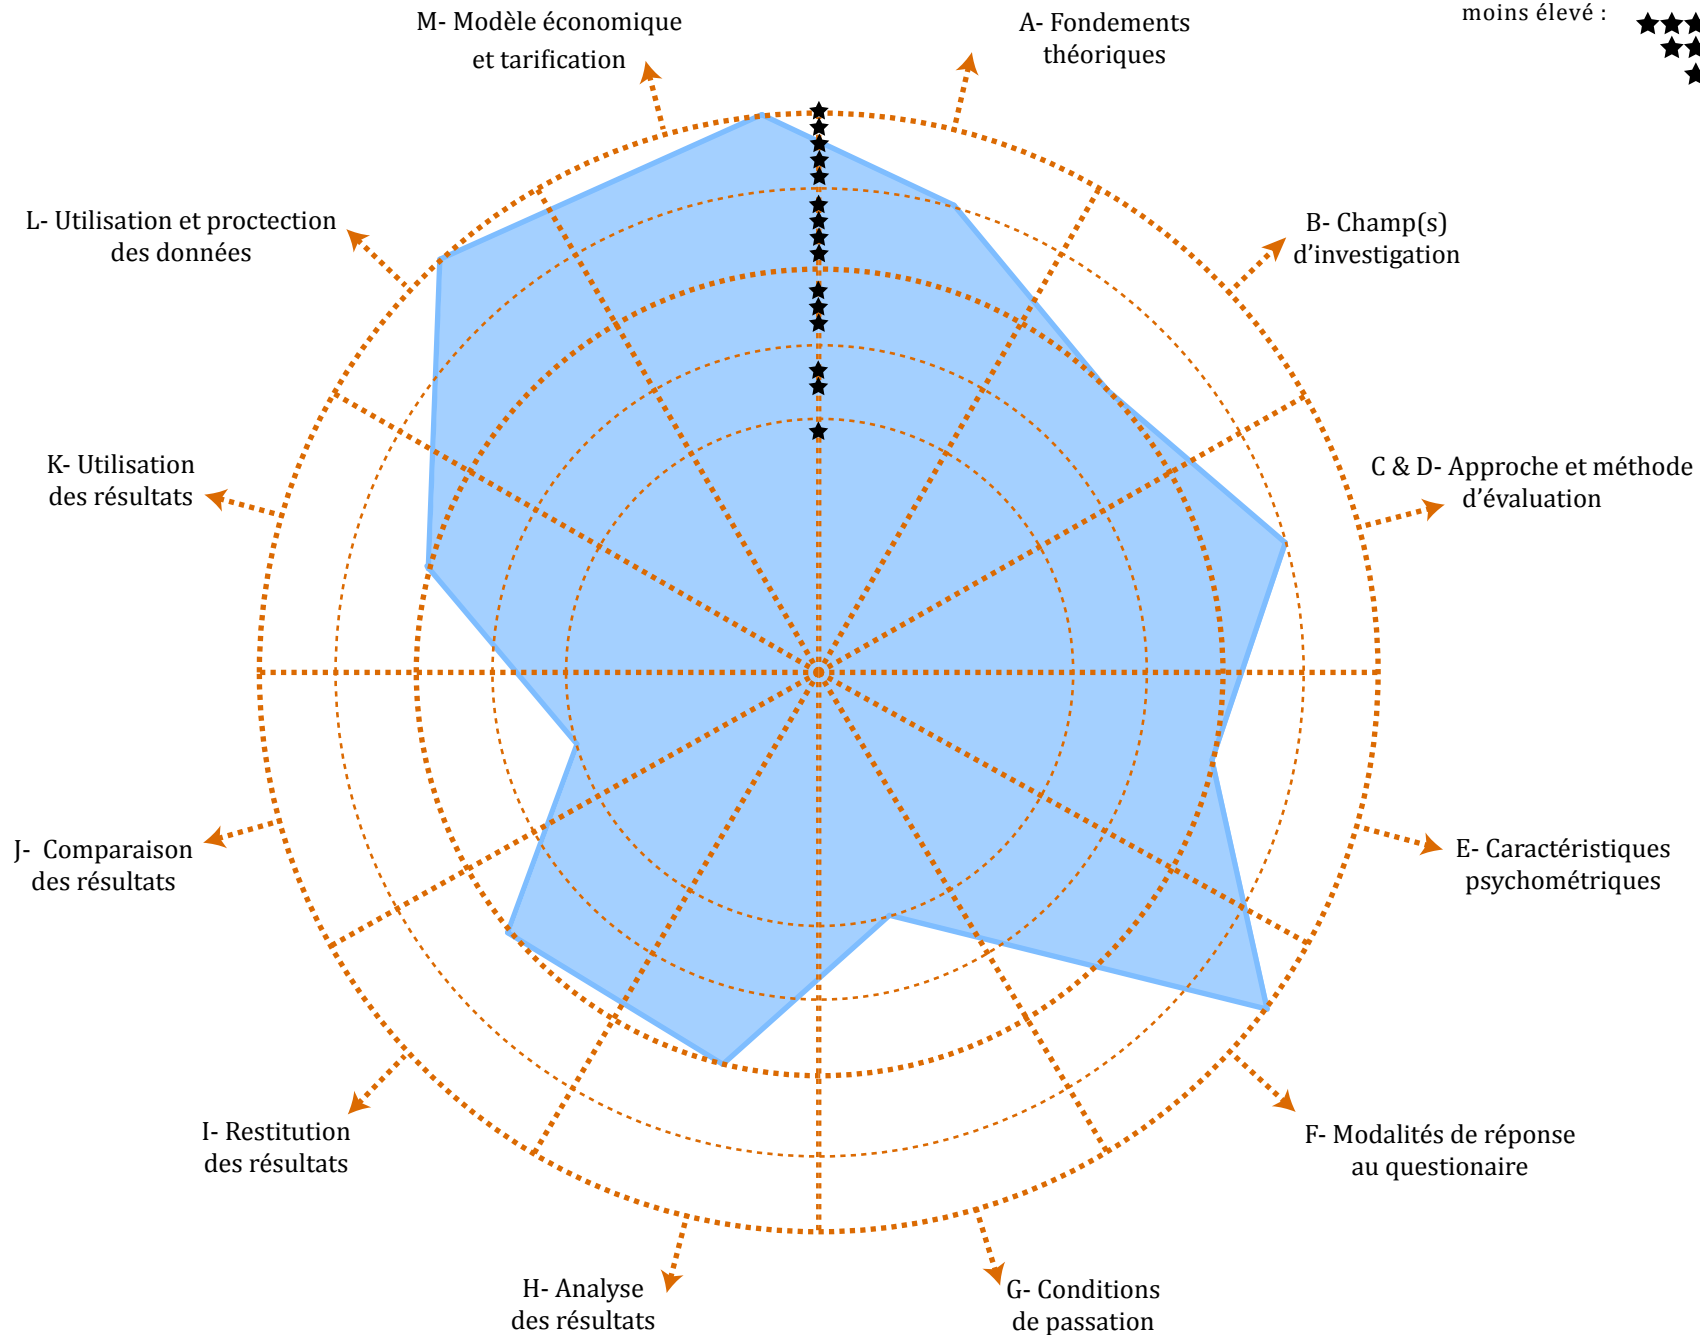 moins élevé :
M- Modèle économique
et tarification
A- Fondements
théoriques
L- Utilisation et proctection
des données
B- Champ(s)
d’investigation
K- Utilisation
des résultats
C & D- Approche et méthode
d’évaluation
J- Comparaison
des résultats
E- Caractéristiques
psychométriques
I- Restitution
des résultats
F- Modalités de réponse
au questionaire
H- Analyse
des résultats
G- Conditions
de passation